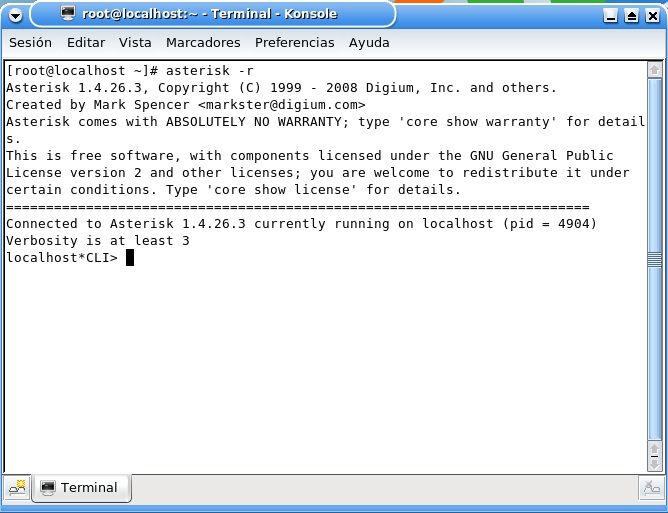 root@localhost:~ - Terminal - Konsole
Sesión Editar Vista Marcadores Preferencias Ayuda
[root@localhost ~]# asterisk -r
Asterisk 1.4.26.3, Copyright (C) 1999 - 2008 Digium, Inc. and others.
Created by Mark Spencer <markster@digium.com>
Asterisk comes with ABSOLUTELY NO WARRANTY; type 'core show warranty' for detail
s.
This is free software, with components licensed under the GNU General Public
License version 2 and other licenses; you are welcome to redistribute it under
certain conditions. Type 'core show license' for details.
=========================================================================
Connected to Asterisk 1.4.26.3 currently running on localhost (pid = 4904)
Verbosity is at least 3
localhost*CLI>
Terminal